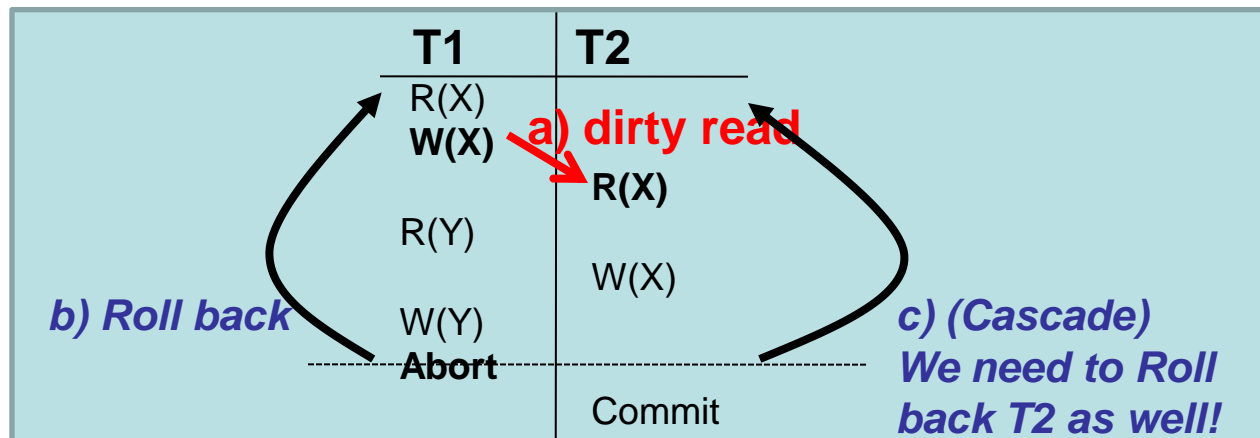 T1 T2
R(X)
W(X) a) dirty read
R(X)
R(Y)
W(X)
b) Roll back W(Y) c) (Cascade)
Abort We need to Roll
Commit back T2 as well!